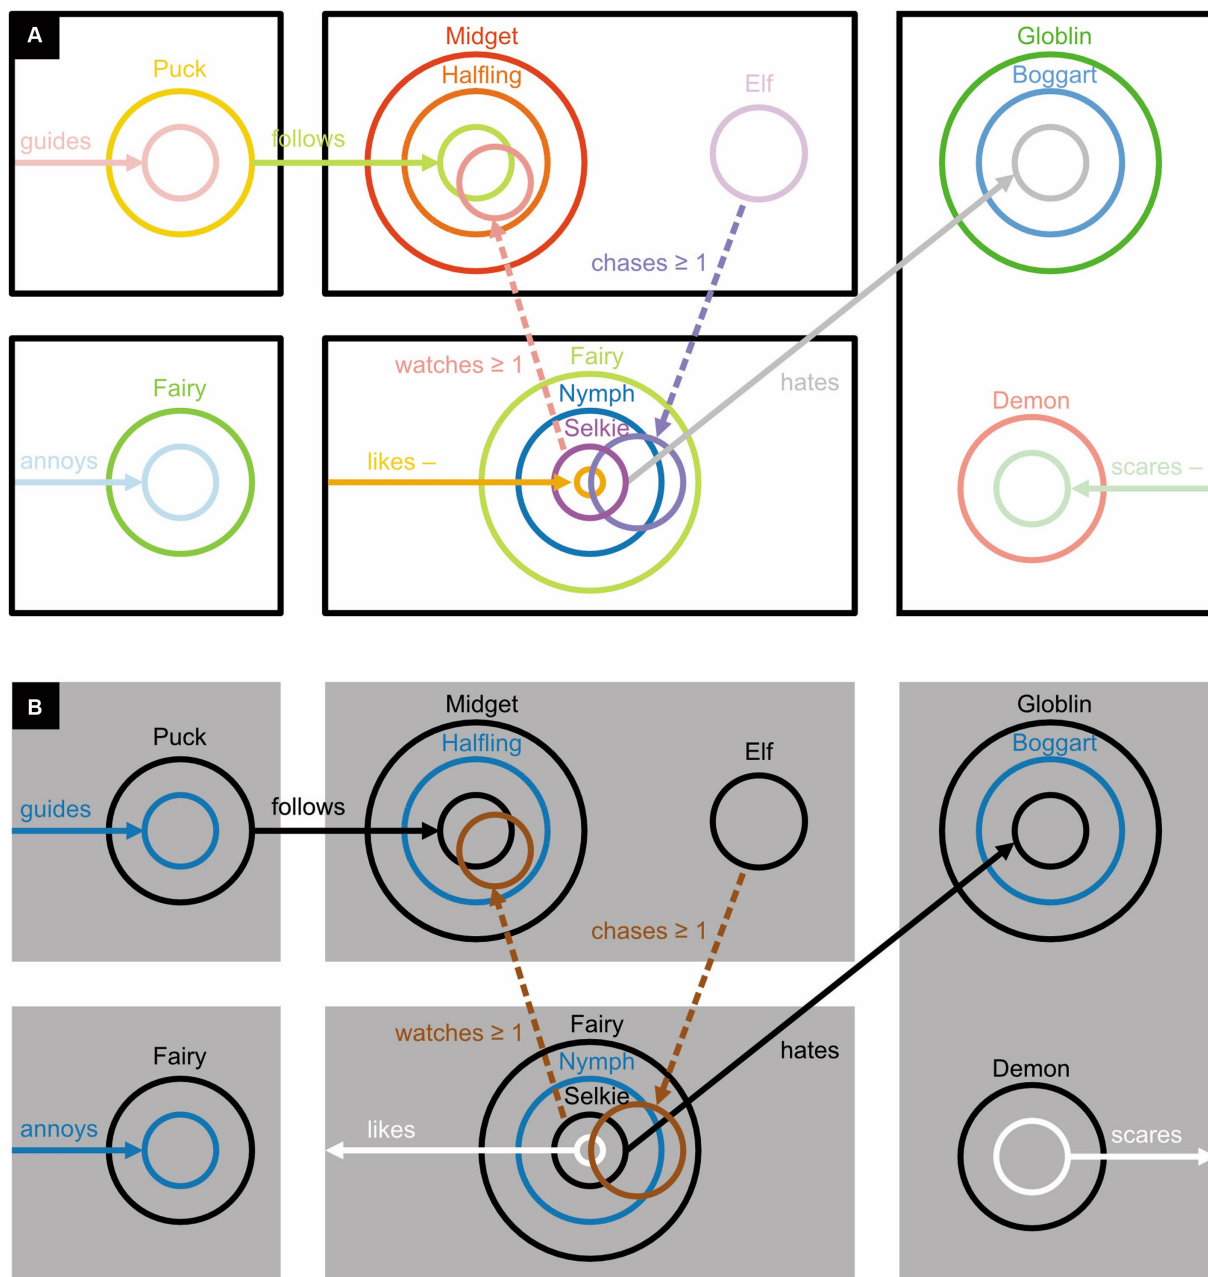 A
Puck
guides
follows
Midget
Halfling
Elf
chases ≥ 1
Globlin
Boggart
Fairy
annoys
watches ≥ 1
Fairy
Nymph
Selkie
likes –
hates
Demon
scares –
B
Puck
guides
follows
Midget
Halfling
Elf
chases ≥ 1
Globlin
Boggart
Fairy
annoys
watches ≥ 1
Fairy
Nymph
Selkie
likes
hates
Demon
scares